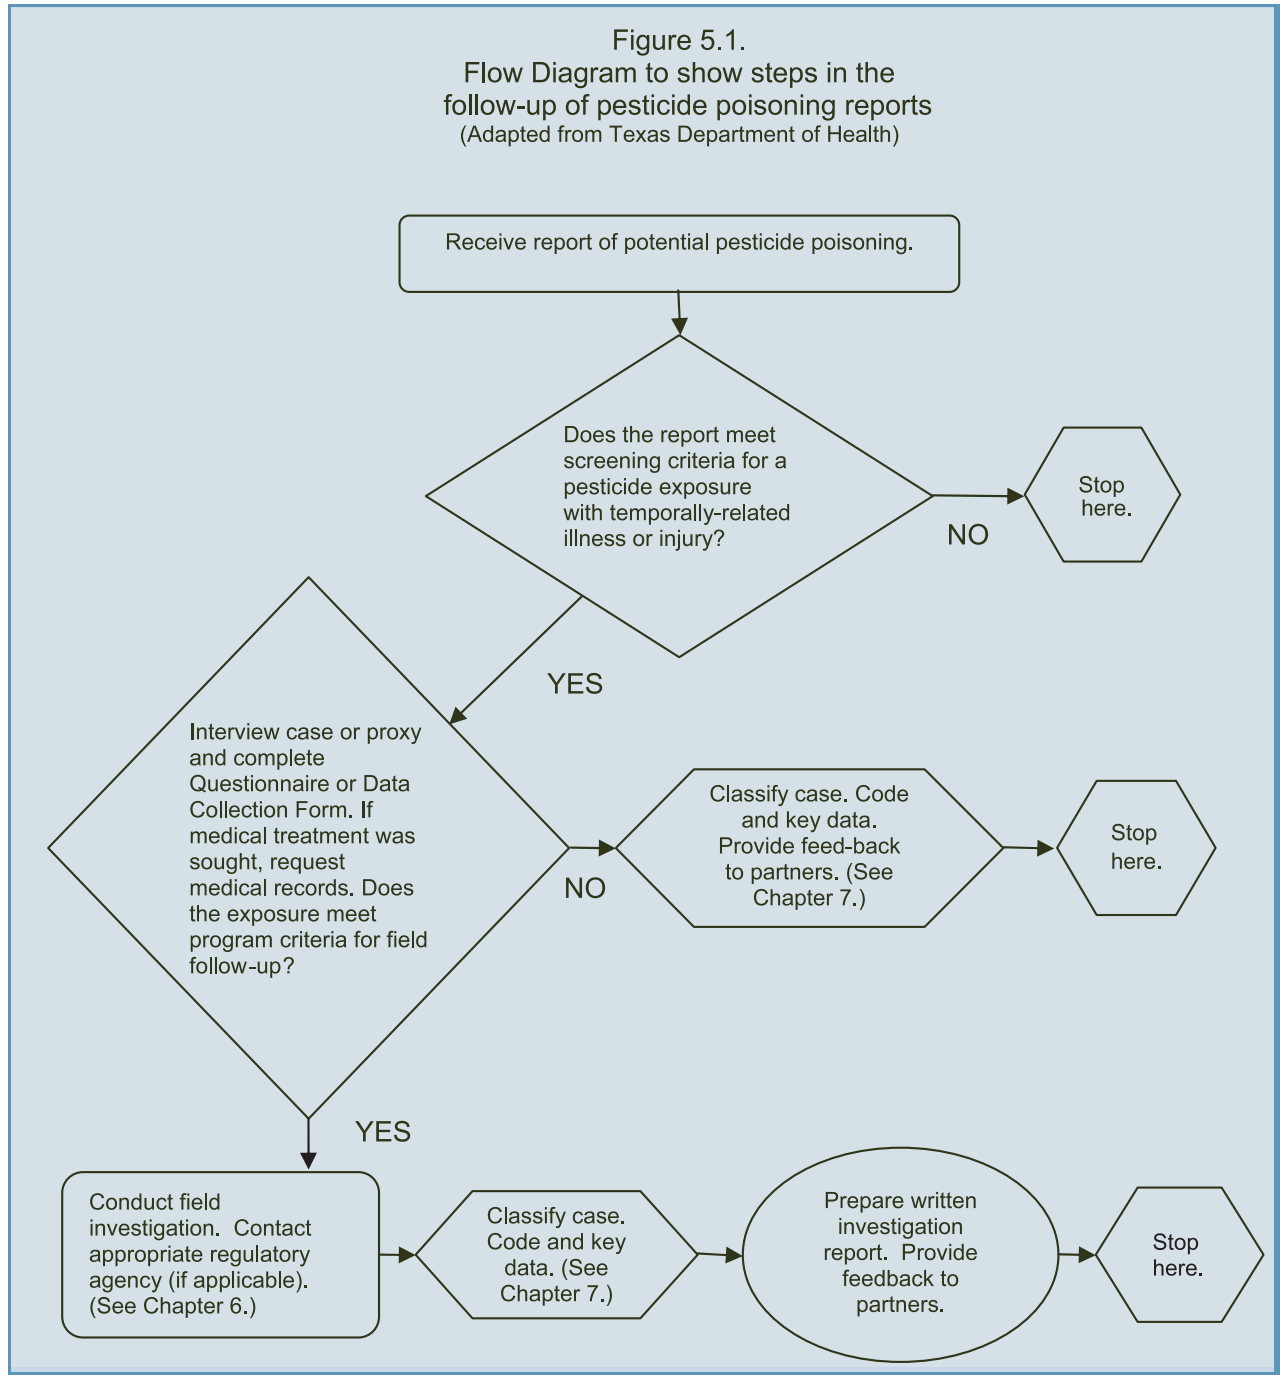 Figure 5.1.
Flow Diagram to show steps in the
follow-up of pesticide poisoning reports
(Adapted from Texas Department of Health)
Receive report of potential pesticide poisoning.
Does the report meet
screening criteria for a
pesticide exposure
with temporally-related
illness or injury?
NO
Stop
here.
YES
Interview case or proxy
and complete
Questionnaire or Data
Collection Form. If
medical treatment was
sought, request
medical records. Does
the exposure meet
program criteria for field
follow-up?
NO
Classify case. Code
and key data.
Provide feed-back
to partners. (See
Chapter 7.)
Stop
here.
YES
Conduct field
investigation.  Contact
appropriate regulatory
agency (if applicable).
(See Chapter 6.)
Classify case.
Code and key
data. (See
Chapter 7.)
Prepare written
investigation
report.  Provide
feedback to
partners.
Stop
here.